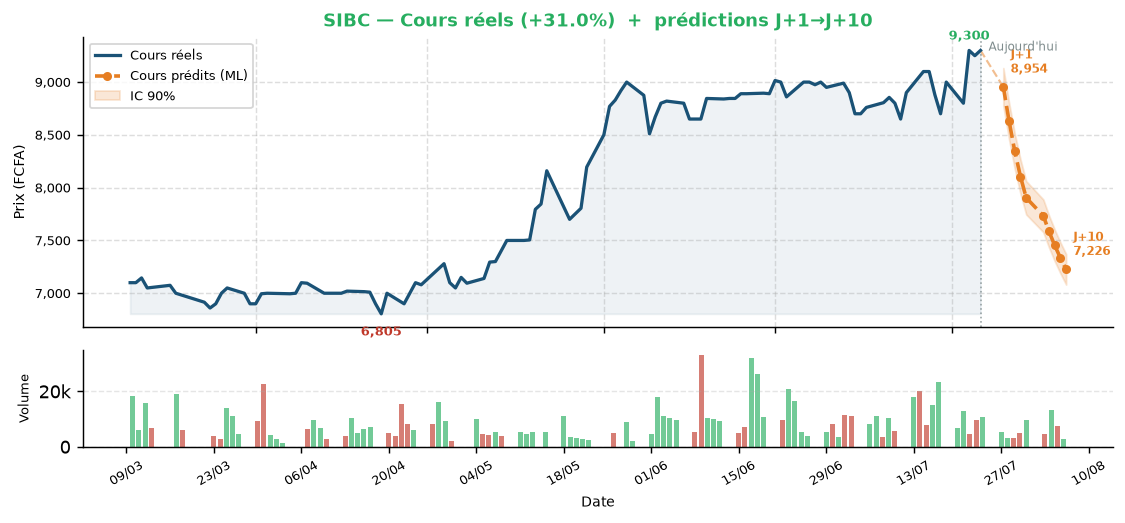 SIBC — Cours réels (+31.0%) + prédictions J+1→J+10
Cours réels
Cours prédits (ML)
IC 90%
9,300
Aujourd'hui
J+1
8,954
J+10
7,226
6,805
Prix (FCFA)
9,000
8,500
8,000
7,500
7,000
Volume
20k
0
09/03
23/03
06/04
20/04
04/05
18/05
01/06
15/06
29/06
13/07
27/07
10/08
Date